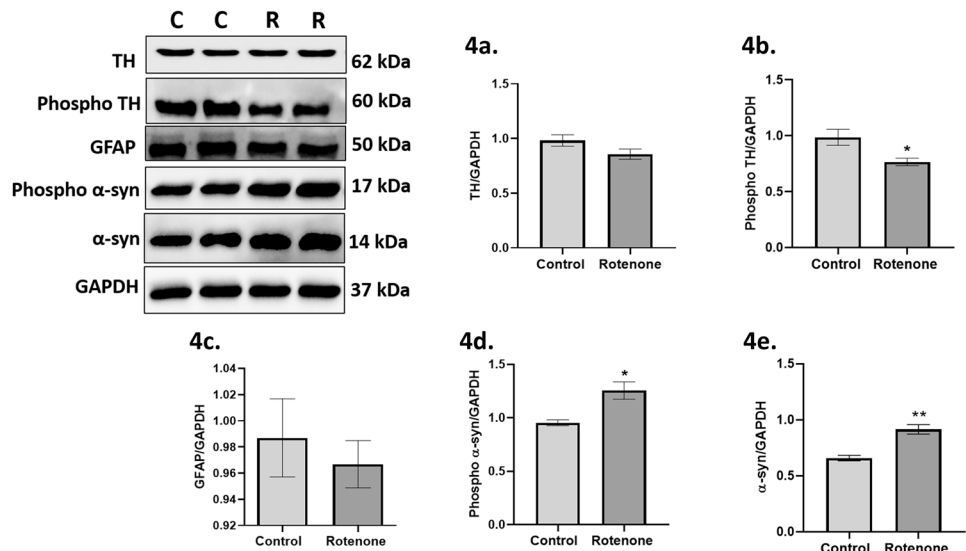 C C R R
TH 62 kDa
Phospho TH 60 kDa
GFAP 50 kDa
Phospho α-syn 17 kDa
α-syn 14 kDa
GAPDH 37 kDa
4a.
TH/GAPDH
1.5
1.0
0.5
0.0
Control Rotenone
4b.
Phospho TH/GAPDH
1.5
1.0
0.5
0.0
*
Control Rotenone
4c.
GFAP/GAPDH
1.04
1.02
1.00
0.98
0.96
0.94
0.92
Control Rotenone
4d.
Phospho α-syn/GAPDH
1.5
1.0
0.5
0.0
*
Control Rotenone
4e.
α-syn/GAPDH
1.5
1.0
0.5
0.0
**
Control Rotenone